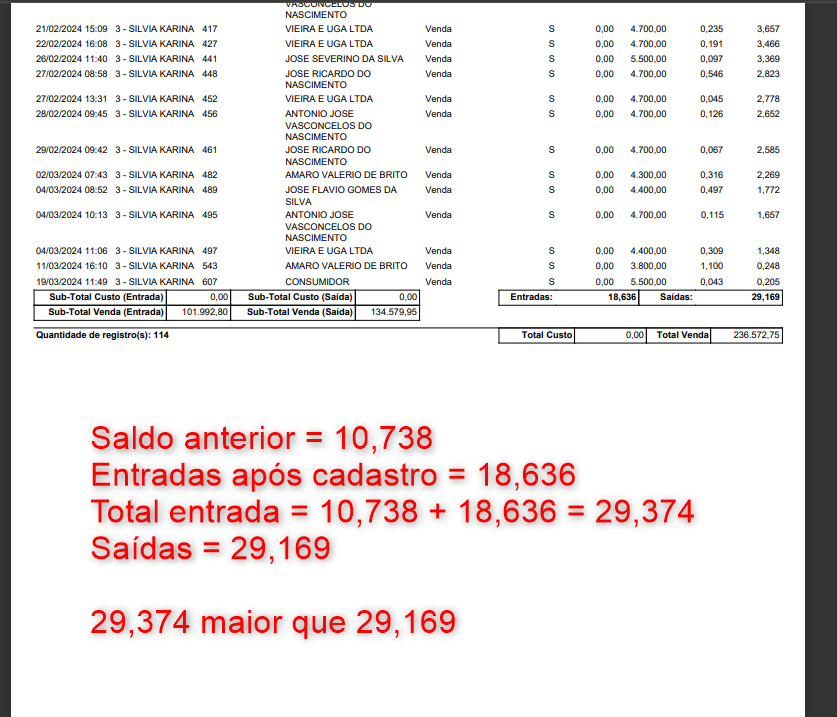 VASCONCELOS DO
NASCIMENTO
21/02/2024 15:09 3 - SILVIA KARINA 417 VIEIRA E UGA LTDA Venda S 0,00 4.700,00 0,235 3,657
22/02/2024 16:08 3 - SILVIA KARINA 427 VIEIRA E UGA LTDA Venda S 0,00 4.700,00 0,191 3,466
26/02/2024 11:40 3 - SILVIA KARINA 441 JOSE SEVERINO DA SILVA Venda S 0,00 5.500,00 0,097 3,369
27/02/2024 08:58 3 - SILVIA KARINA 448 JOSE RICARDO DO Venda S 0,00 4.700,00 0,546 2,823
NASCIMENTO
27/02/2024 13:31 3 - SILVIA KARINA 452 VIEIRA E UGA LTDA Venda S 0,00 4.700,00 0,045 2,778
28/02/2024 09:45 3 - SILVIA KARINA 456 ANTONIO JOSE Venda S 0,00 4.700,00 0,126 2,652
VASCONCELOS DO
NASCIMENTO
29/02/2024 09:42 3 - SILVIA KARINA 461 JOSE RICARDO DO Venda S 0,00 4.700,00 0,067 2,585
NASCIMENTO
02/03/2024 07:43 3 - SILVIA KARINA 482 AMARO VALERIO DE BRITO Venda S 0,00 4.300,00 0,316 2,269
04/03/2024 08:52 3 - SILVIA KARINA 489 JOSE FLAVIO GOMES DA Venda S 0,00 4.400,00 0,497 1,772
SILVA
04/03/2024 10:13 3 - SILVIA KARINA 495 ANTONIO JOSE Venda S 0,00 4.700,00 0,115 1,657
VASCONCELOS DO
NASCIMENTO
04/03/2024 11:06 3 - SILVIA KARINA 497 VIEIRA E UGA LTDA Venda S 0,00 4.400,00 0,309 1,348
11/03/2024 16:10 3 - SILVIA KARINA 543 AMARO VALERIO DE BRITO Venda S 0,00 3.800,00 1,100 0,248
19/03/2024 11:49 3 - SILVIA KARINA 607 CONSUMIDOR Venda S 0,00 5.500,00 0,043 0,205
Sub-Total Custo (Entrada) 0,00 Sub-Total Custo (Saída) 0,00 Entradas: 18,636 Saídas: 29,169
Sub-Total Venda (Entrada) 101.992,80 Sub-Total Venda (Saída) 134.579,95
Quantidade de registro(s): 114 Total Custo 0,00 Total Venda 236.572,75
Saldo anterior = 10,738
Entradas após cadastro = 18,636
Total entrada = 10,738 + 18,636 = 29,374
Saídas = 29,169
29,374 maior que 29,169